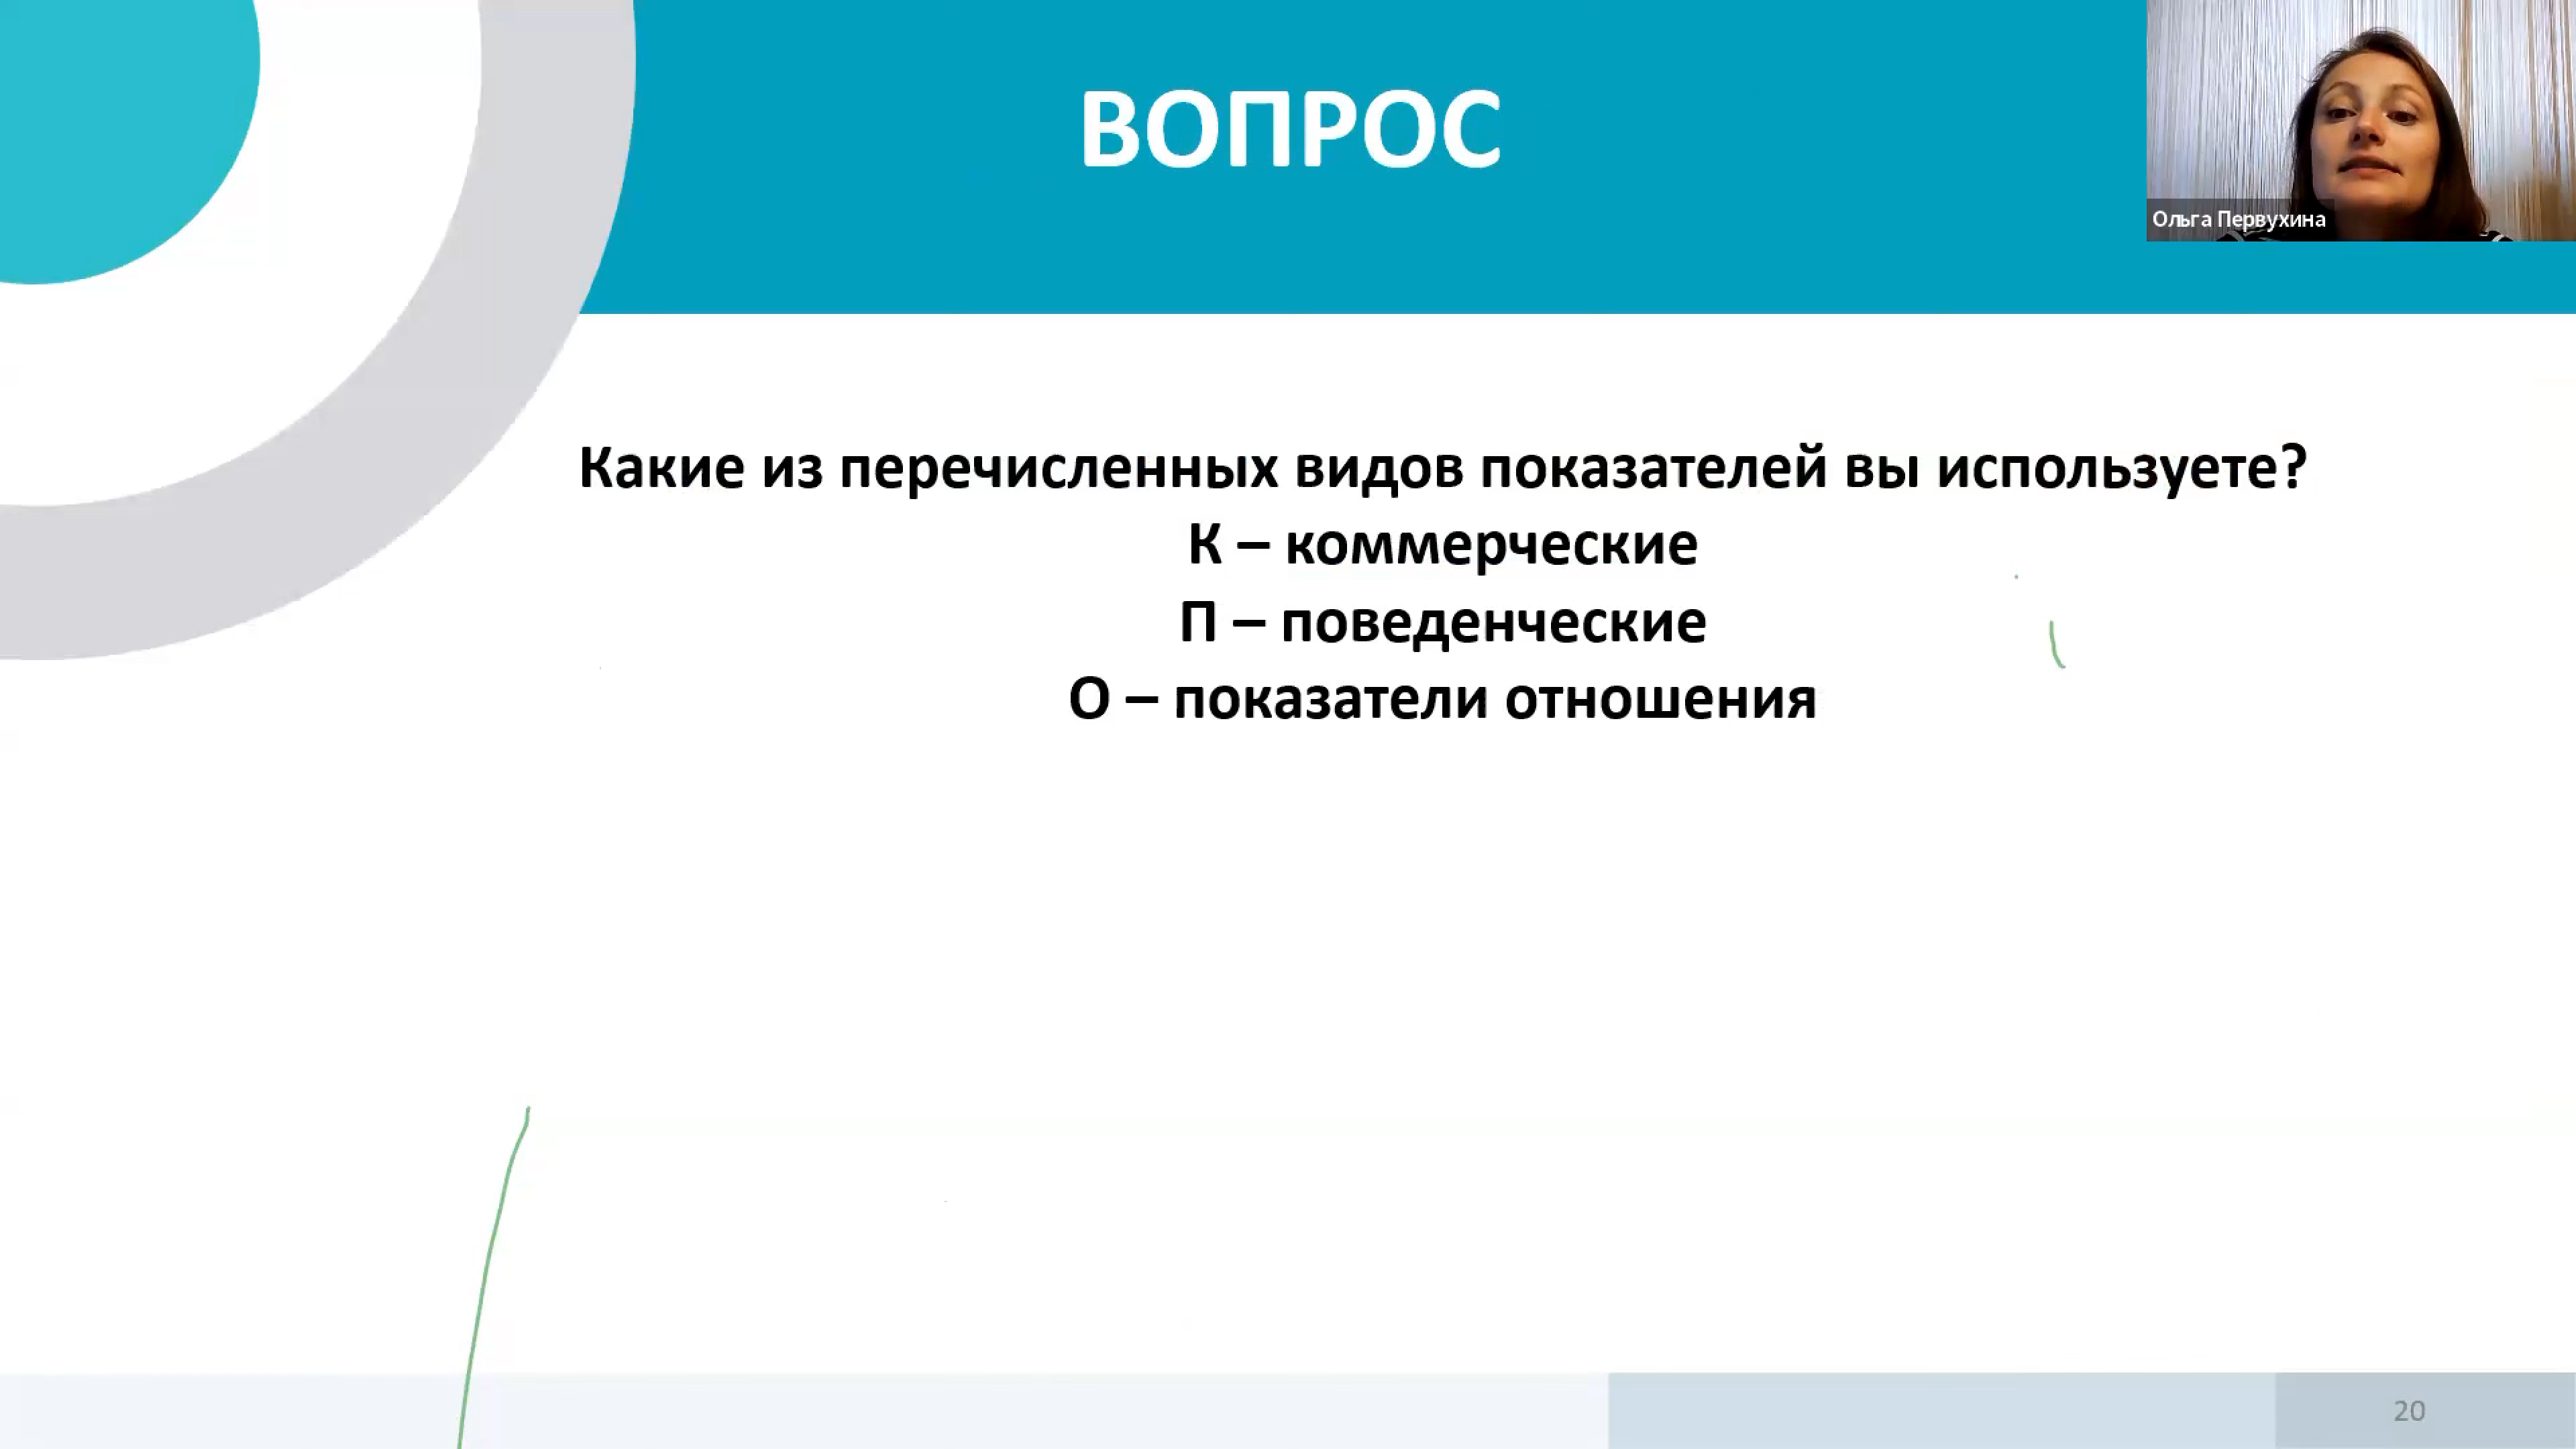 ВОПРОС
Ольга Первухина
Какие из перечисленных видов показателей вы используете?
К – коммерческие
П – поведенческие
О – показатели отношения
20